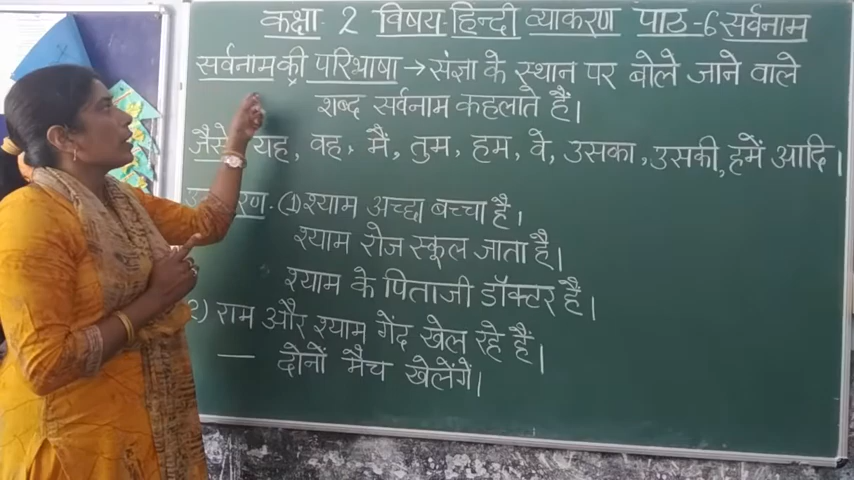 कक्षा- 2 विषय-हिन्दी व्याकरण पाठ-6 सर्वनाम
सर्वनाम की परिभाषा → संज्ञा के स्थान पर बोले जाने वाले
शब्द सर्वनाम कहलाते हैं।
जैसे यह, वह, मैं, तुम, हम, वे, उसका, उसकी, हमें आदि।
(1) श्याम अच्छा बच्चा है।
श्याम रोज स्कूल जाता है।
श्याम के पिताजी डॉक्टर हैं।
2) राम और श्याम गेंद खेल रहे हैं।
— दोनों मैच खेलेंगे।